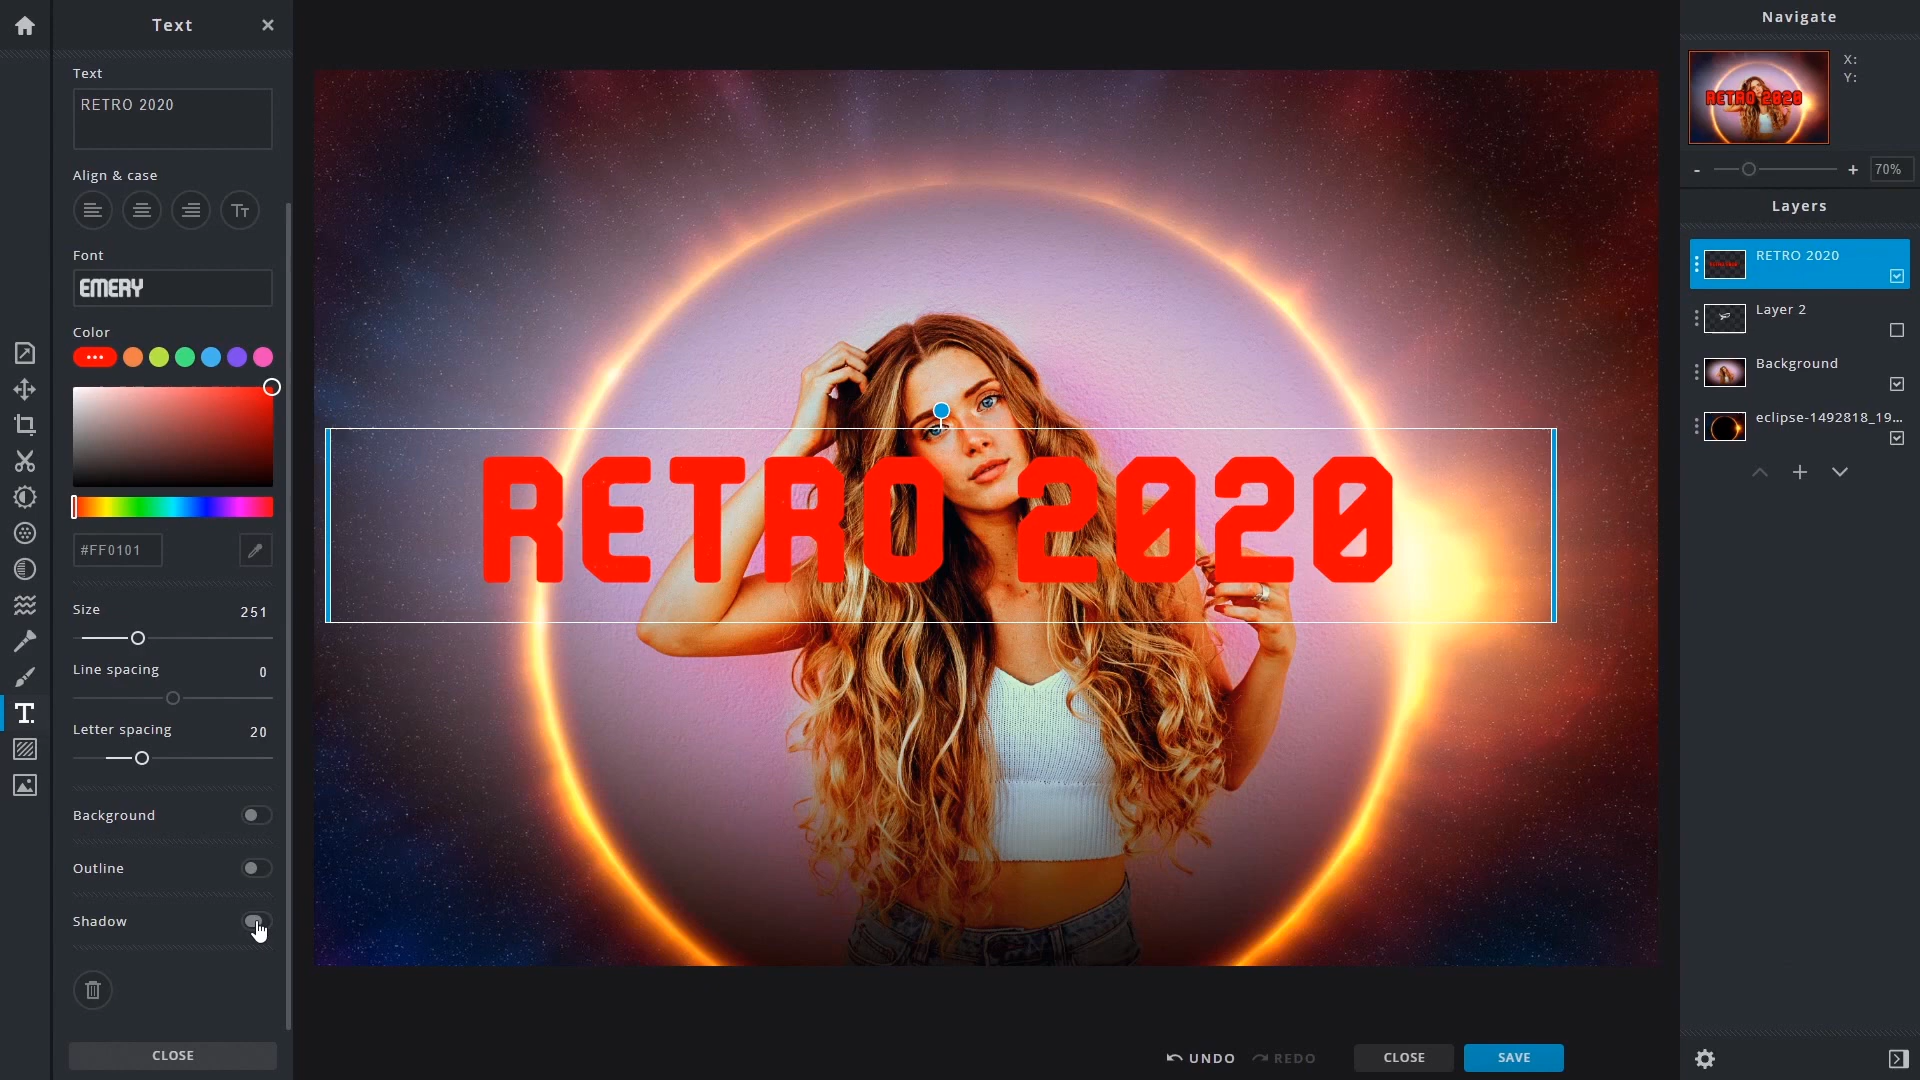 Text
Text
RETRO 2020
Align & case
Font
EMERY
Color
#FF0101
Size 251
Line spacing 0
Letter spacing 20
Background
Outline
Shadow
CLOSE
RETRO 2020
UNDO REDO CLOSE SAVE
Navigate
RETRO 2020
X:
Y:
- + 70%
Layers
RETRO 2020
Layer 2
Background
eclipse-1492818_19...